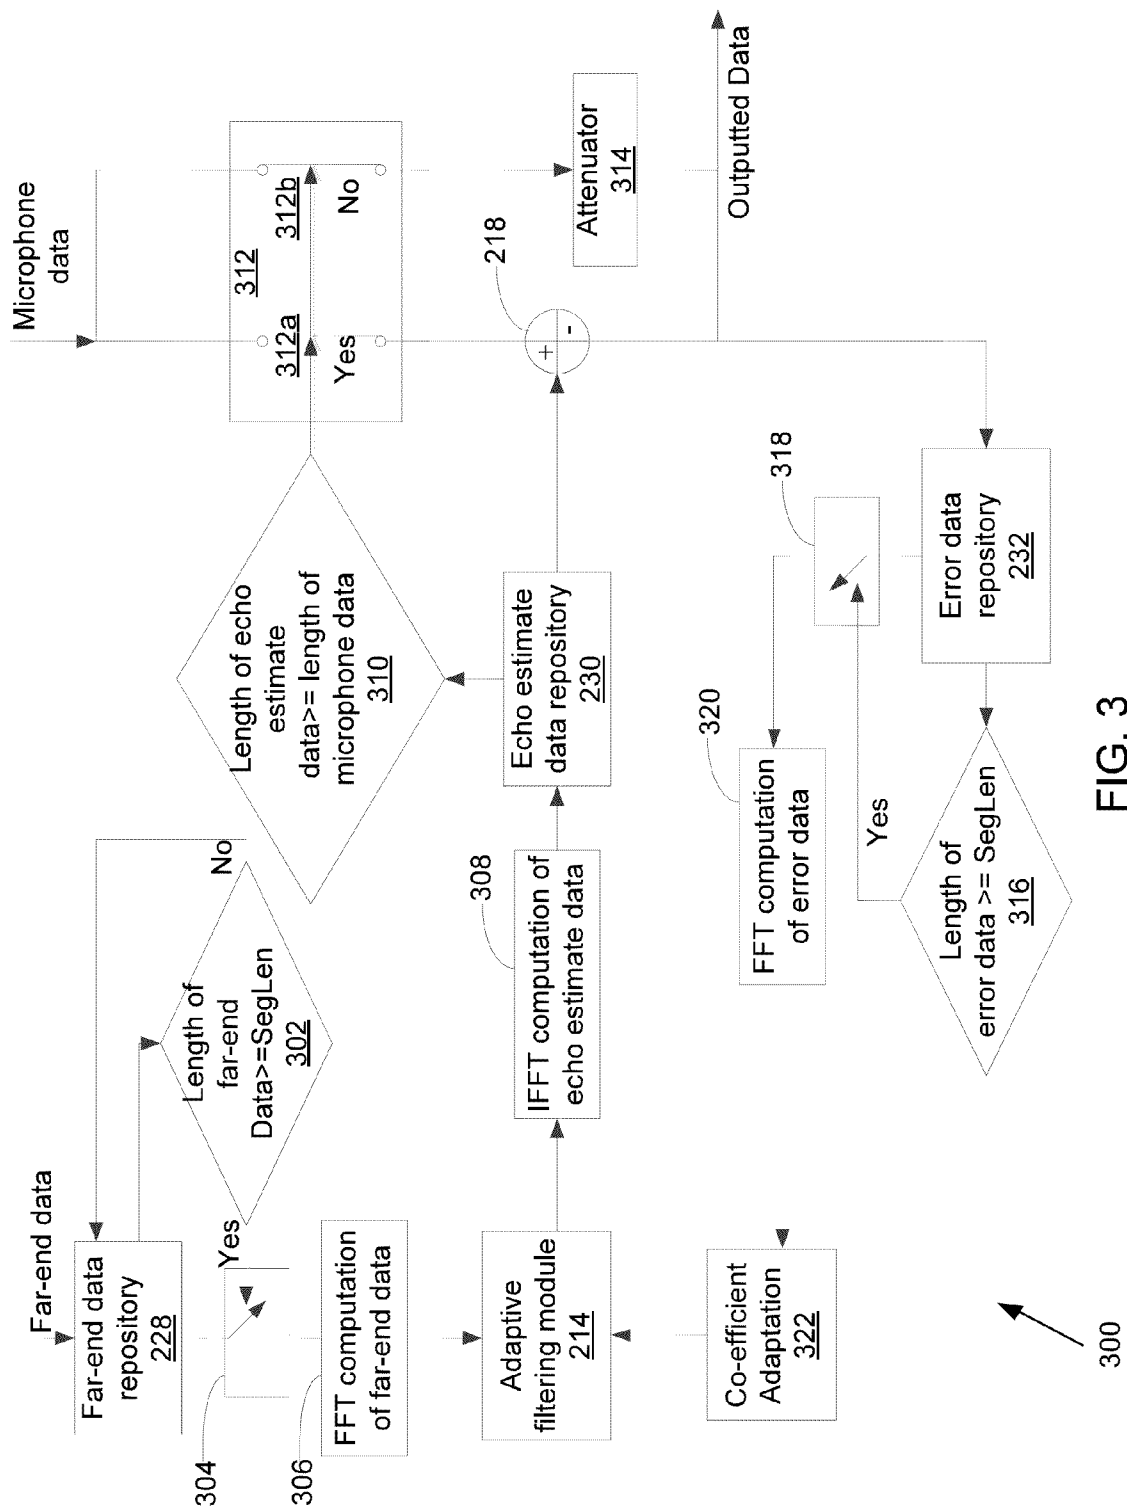 Far-end data
Far-end data
repository
228
Length of
far-end
Data>=SegLen
302
No
Yes
304
FFT computation
of far-end data
306
Adaptive
filtering module
214
Co-efficient
Adaptation
322
IFFT computation of
echo estimate data
308
Echo estimate
data repository
230
Length of echo
estimate
data>= length of
microphone data
310
Microphone
data
312
312a
312b
Yes
No
218
+
-
Attenuator
314
Outputted Data
Error data
repository
232
318
Length of
error data >= SegLen
316
Yes
FFT computation
of error data
320
300
FIG. 3